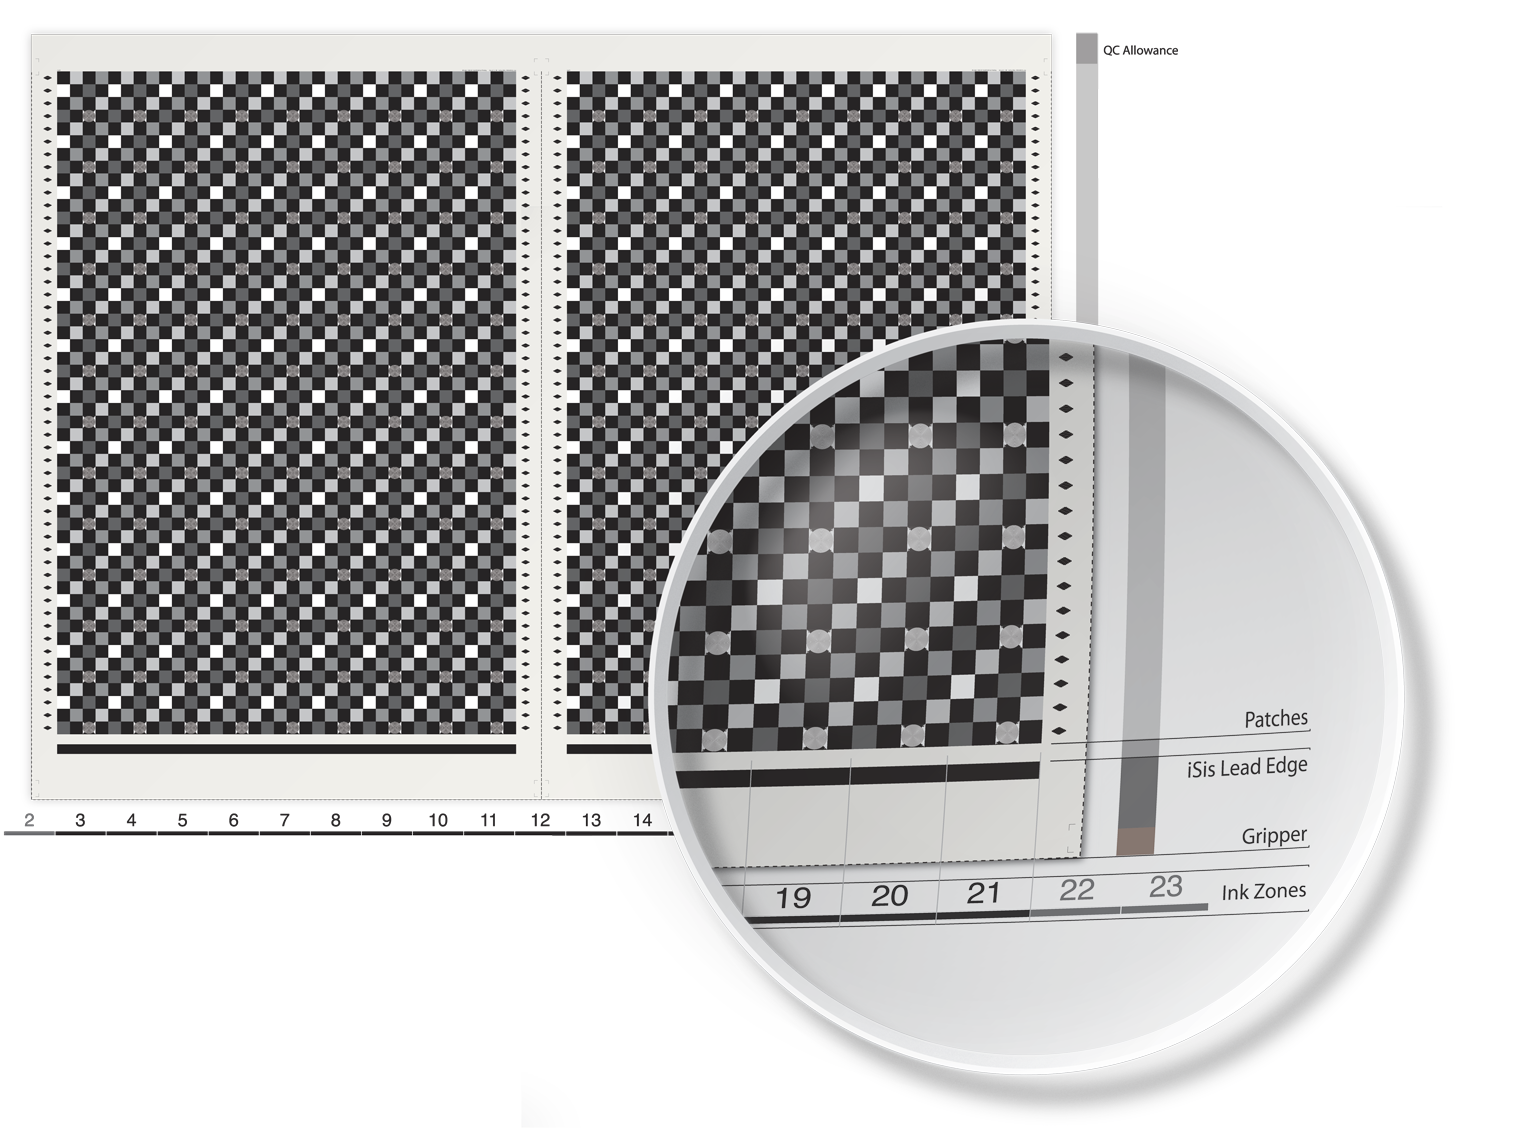 QC Allowance
Patches
iSis Lead Edge
Gripper
2 3 4 5 6 7 8 9 10 11 12 13 14
19 20 21 22 23
Ink Zones